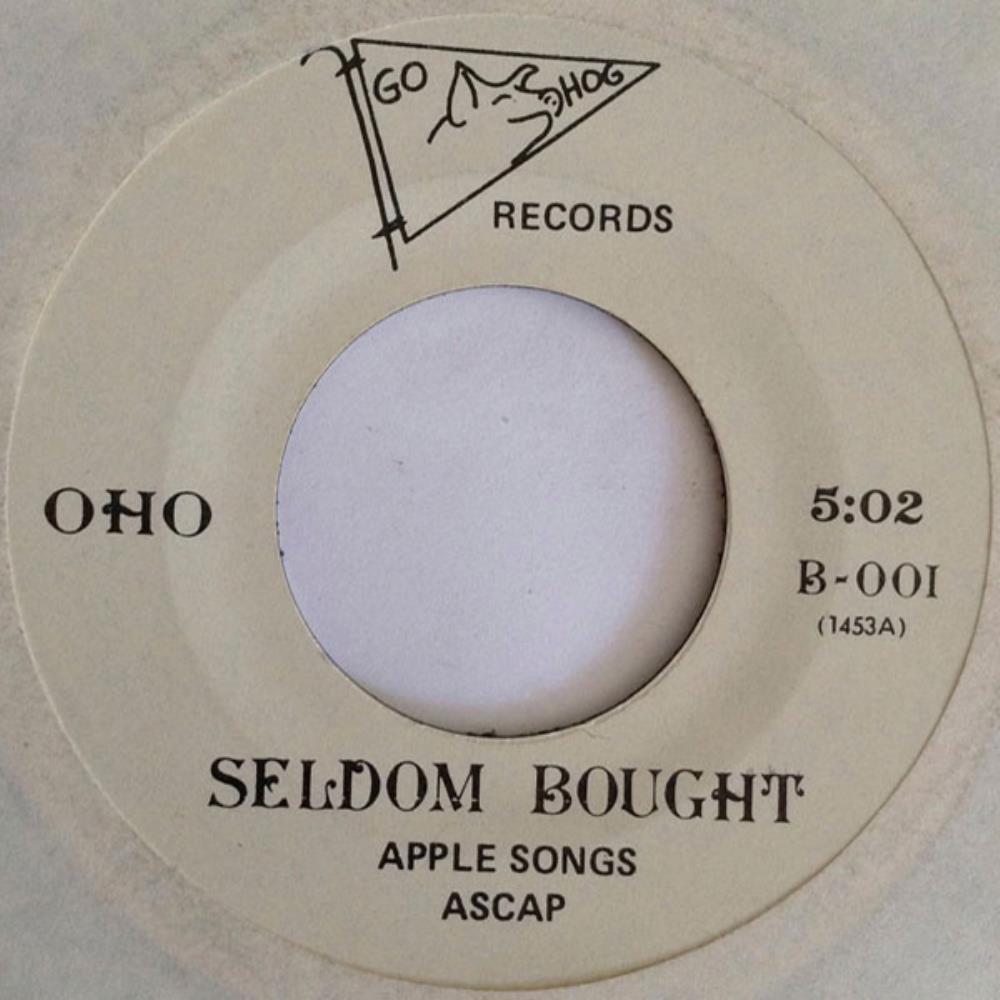 GO HOG
RECORDS
OHO
5:02
B-001
(1453A)
SELDOM BOUGHT
APPLE SONGS
ASCAP